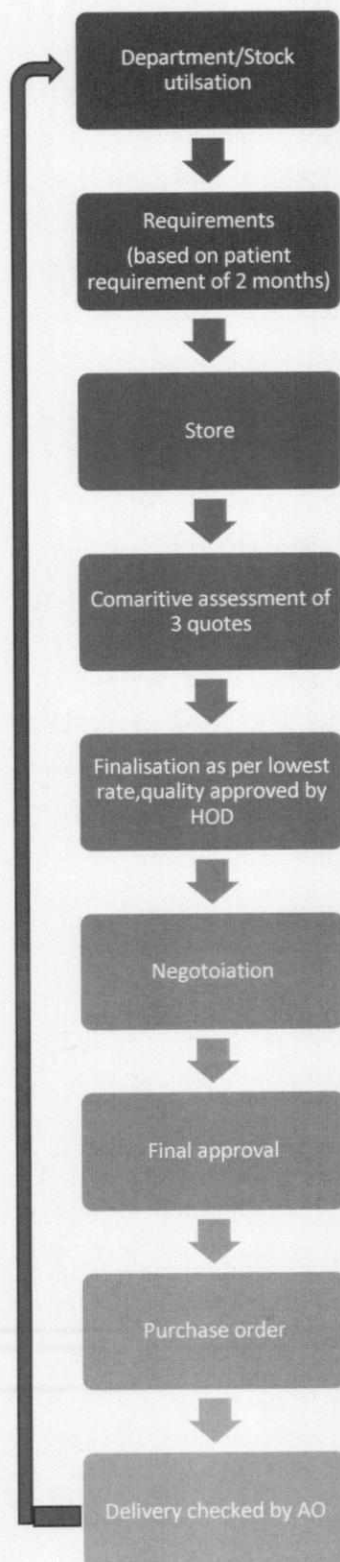 Department/Stock
utilsation
Requirements
(based on patient
requirement of 2 months)
Store
Comaritive assessment of
3 quotes
Finalisation as per lowest
rate,quality approved by
HOD
Negotoiation
Final approval
Purchase order
Delivery checked by AO